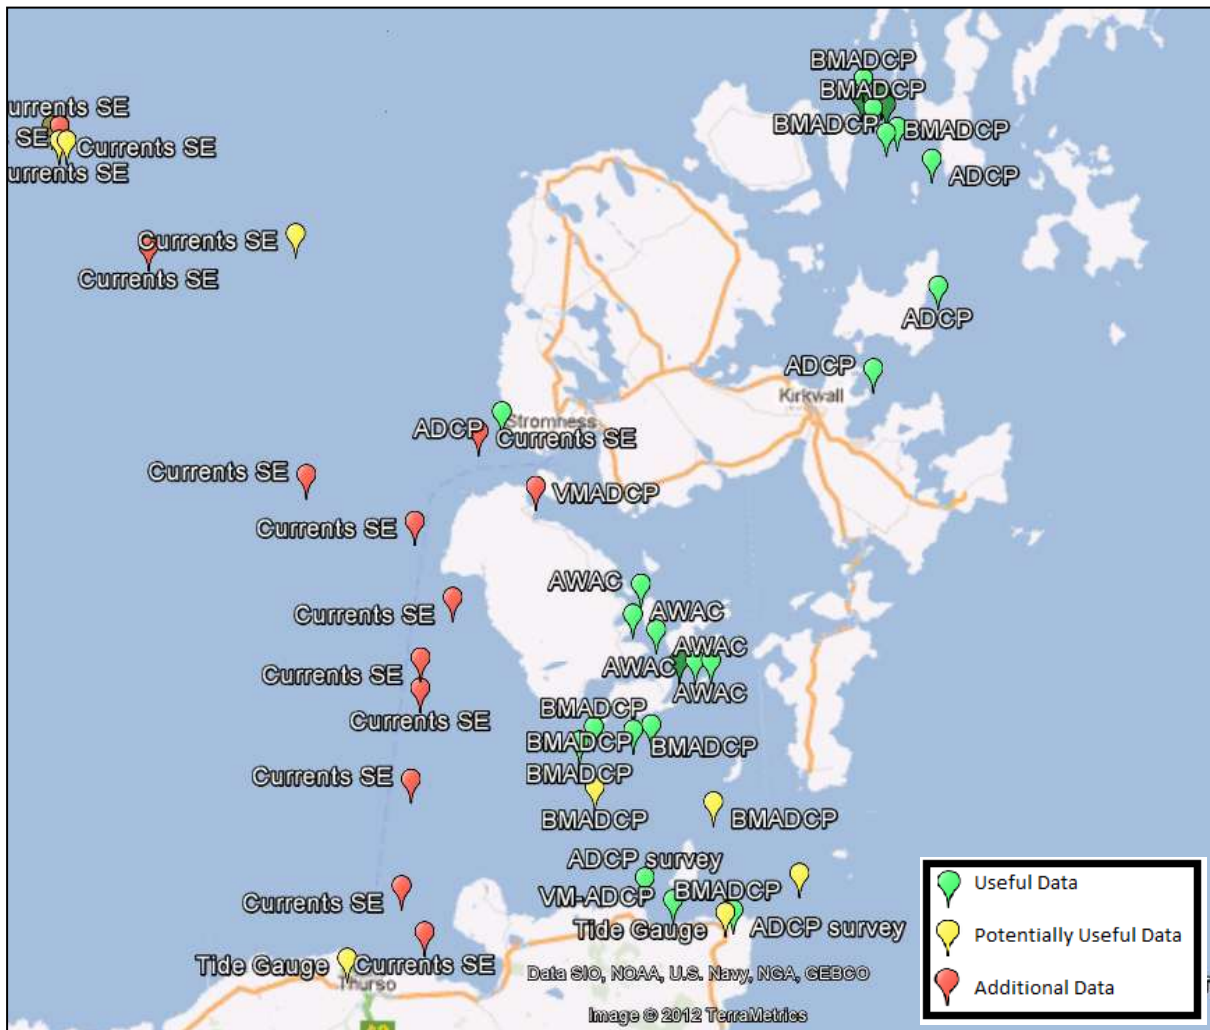 BMADCP
BMADCP
BMADCP
BMADCP
ADCP
urrents SE
SE
Currents SE
urrents SE
Currents SE
Currents SE
ADCP
ADCP
Kirkwall
Stromness
ADCP
Currents SE
Currents SE
VMADCP
Currents SE
AWAC
AWAC
Currents SE
AWAC
AWAC
Currents SE
AWAC
BMADCP
Currents SE
BMADCP
BMADCP
Currents SE
BMADCP
BMADCP
BMADCP
ADCP survey
VM-ADCP
BMADCP
Currents SE
Tide Gauge
ADCP survey
Tide Gauge
Currents SE
Thurso
Data SIO, NOAA, U.S. Navy, NGA, GEBCO
Image © 2012 TerraMetrics
Useful Data
Potentially Useful Data
Additional Data